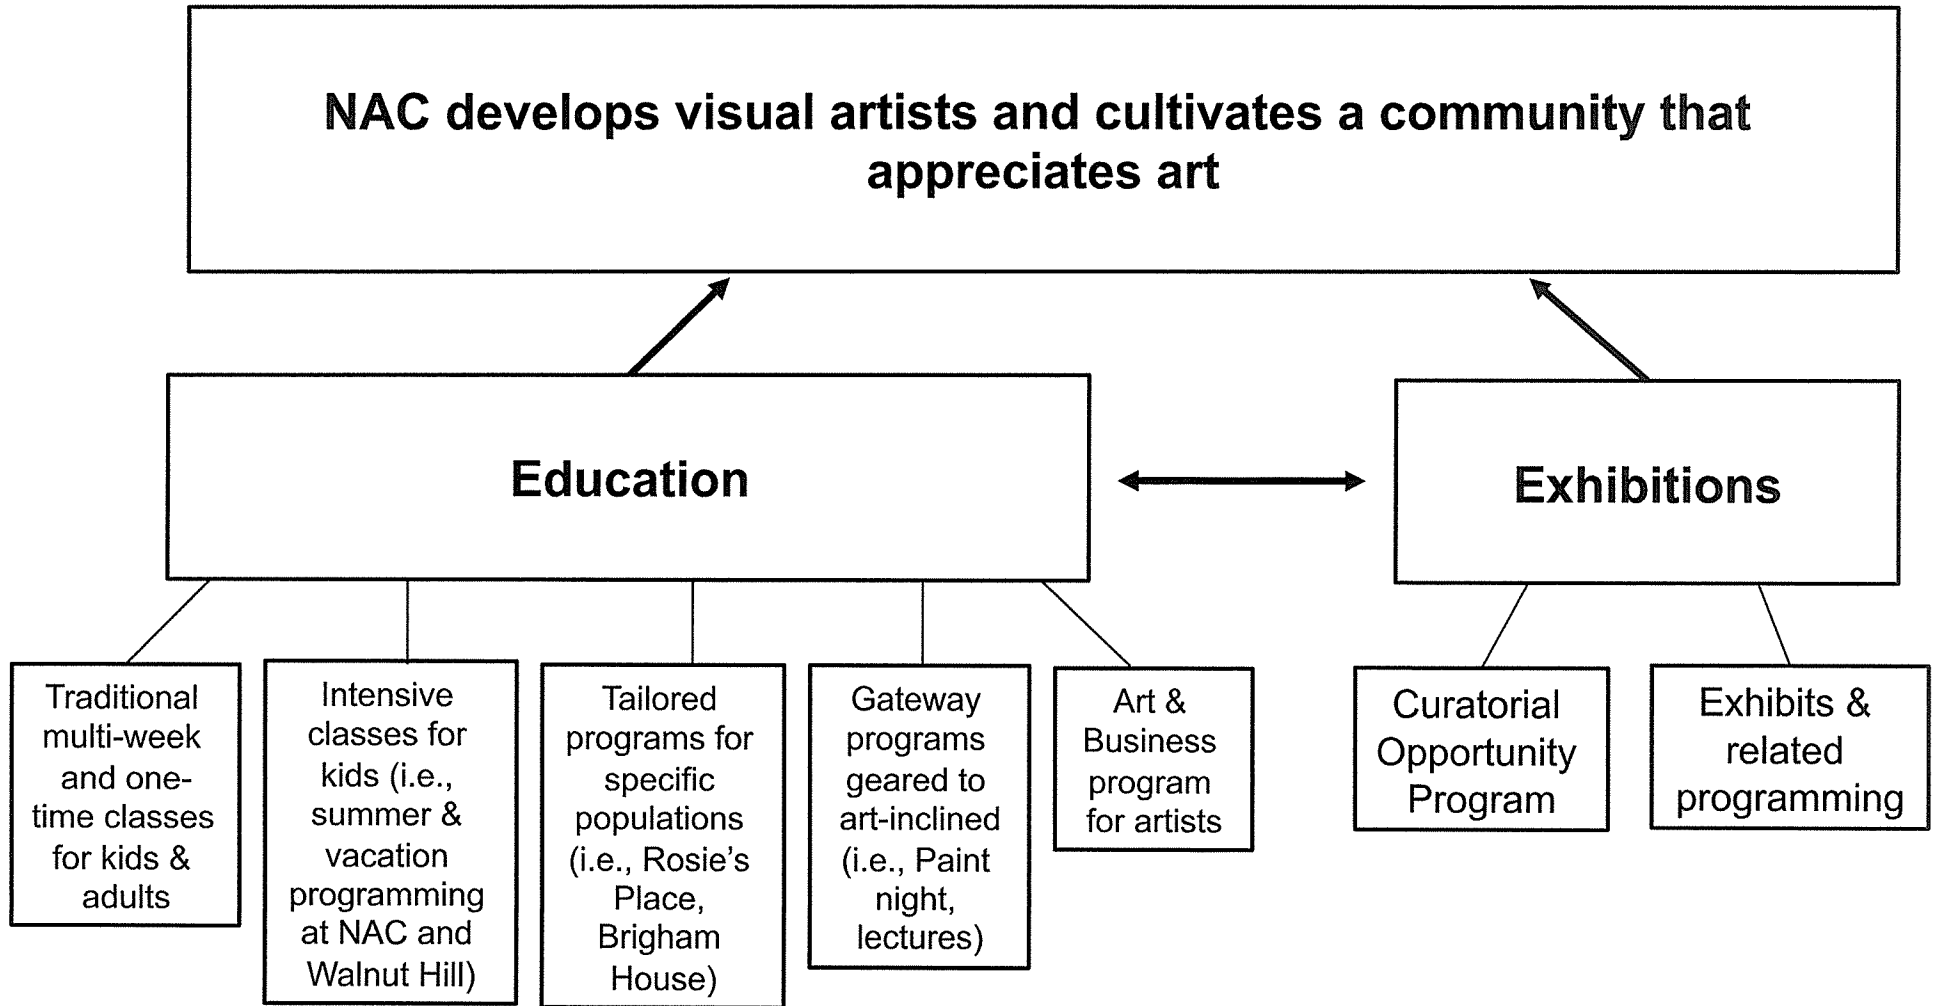 NAC develops visual artists and cultivates a community that
appreciates art
Education
Exhibitions
Traditional
multi-week
and one-
time classes
for kids &
adults
Intensive
classes for
kids (i.e.,
summer &
vacation
programming
at NAC and
Walnut Hill)
Tailored
programs for
specific
populations
(i.e., Rosie's
Place,
Brigham
House)
Gateway
programs
geared to
art-inclined
(i.e., Paint
night,
lectures)
Art &
Business
program
for artists
Curatorial
Opportunity
Program
Exhibits &
related
programming